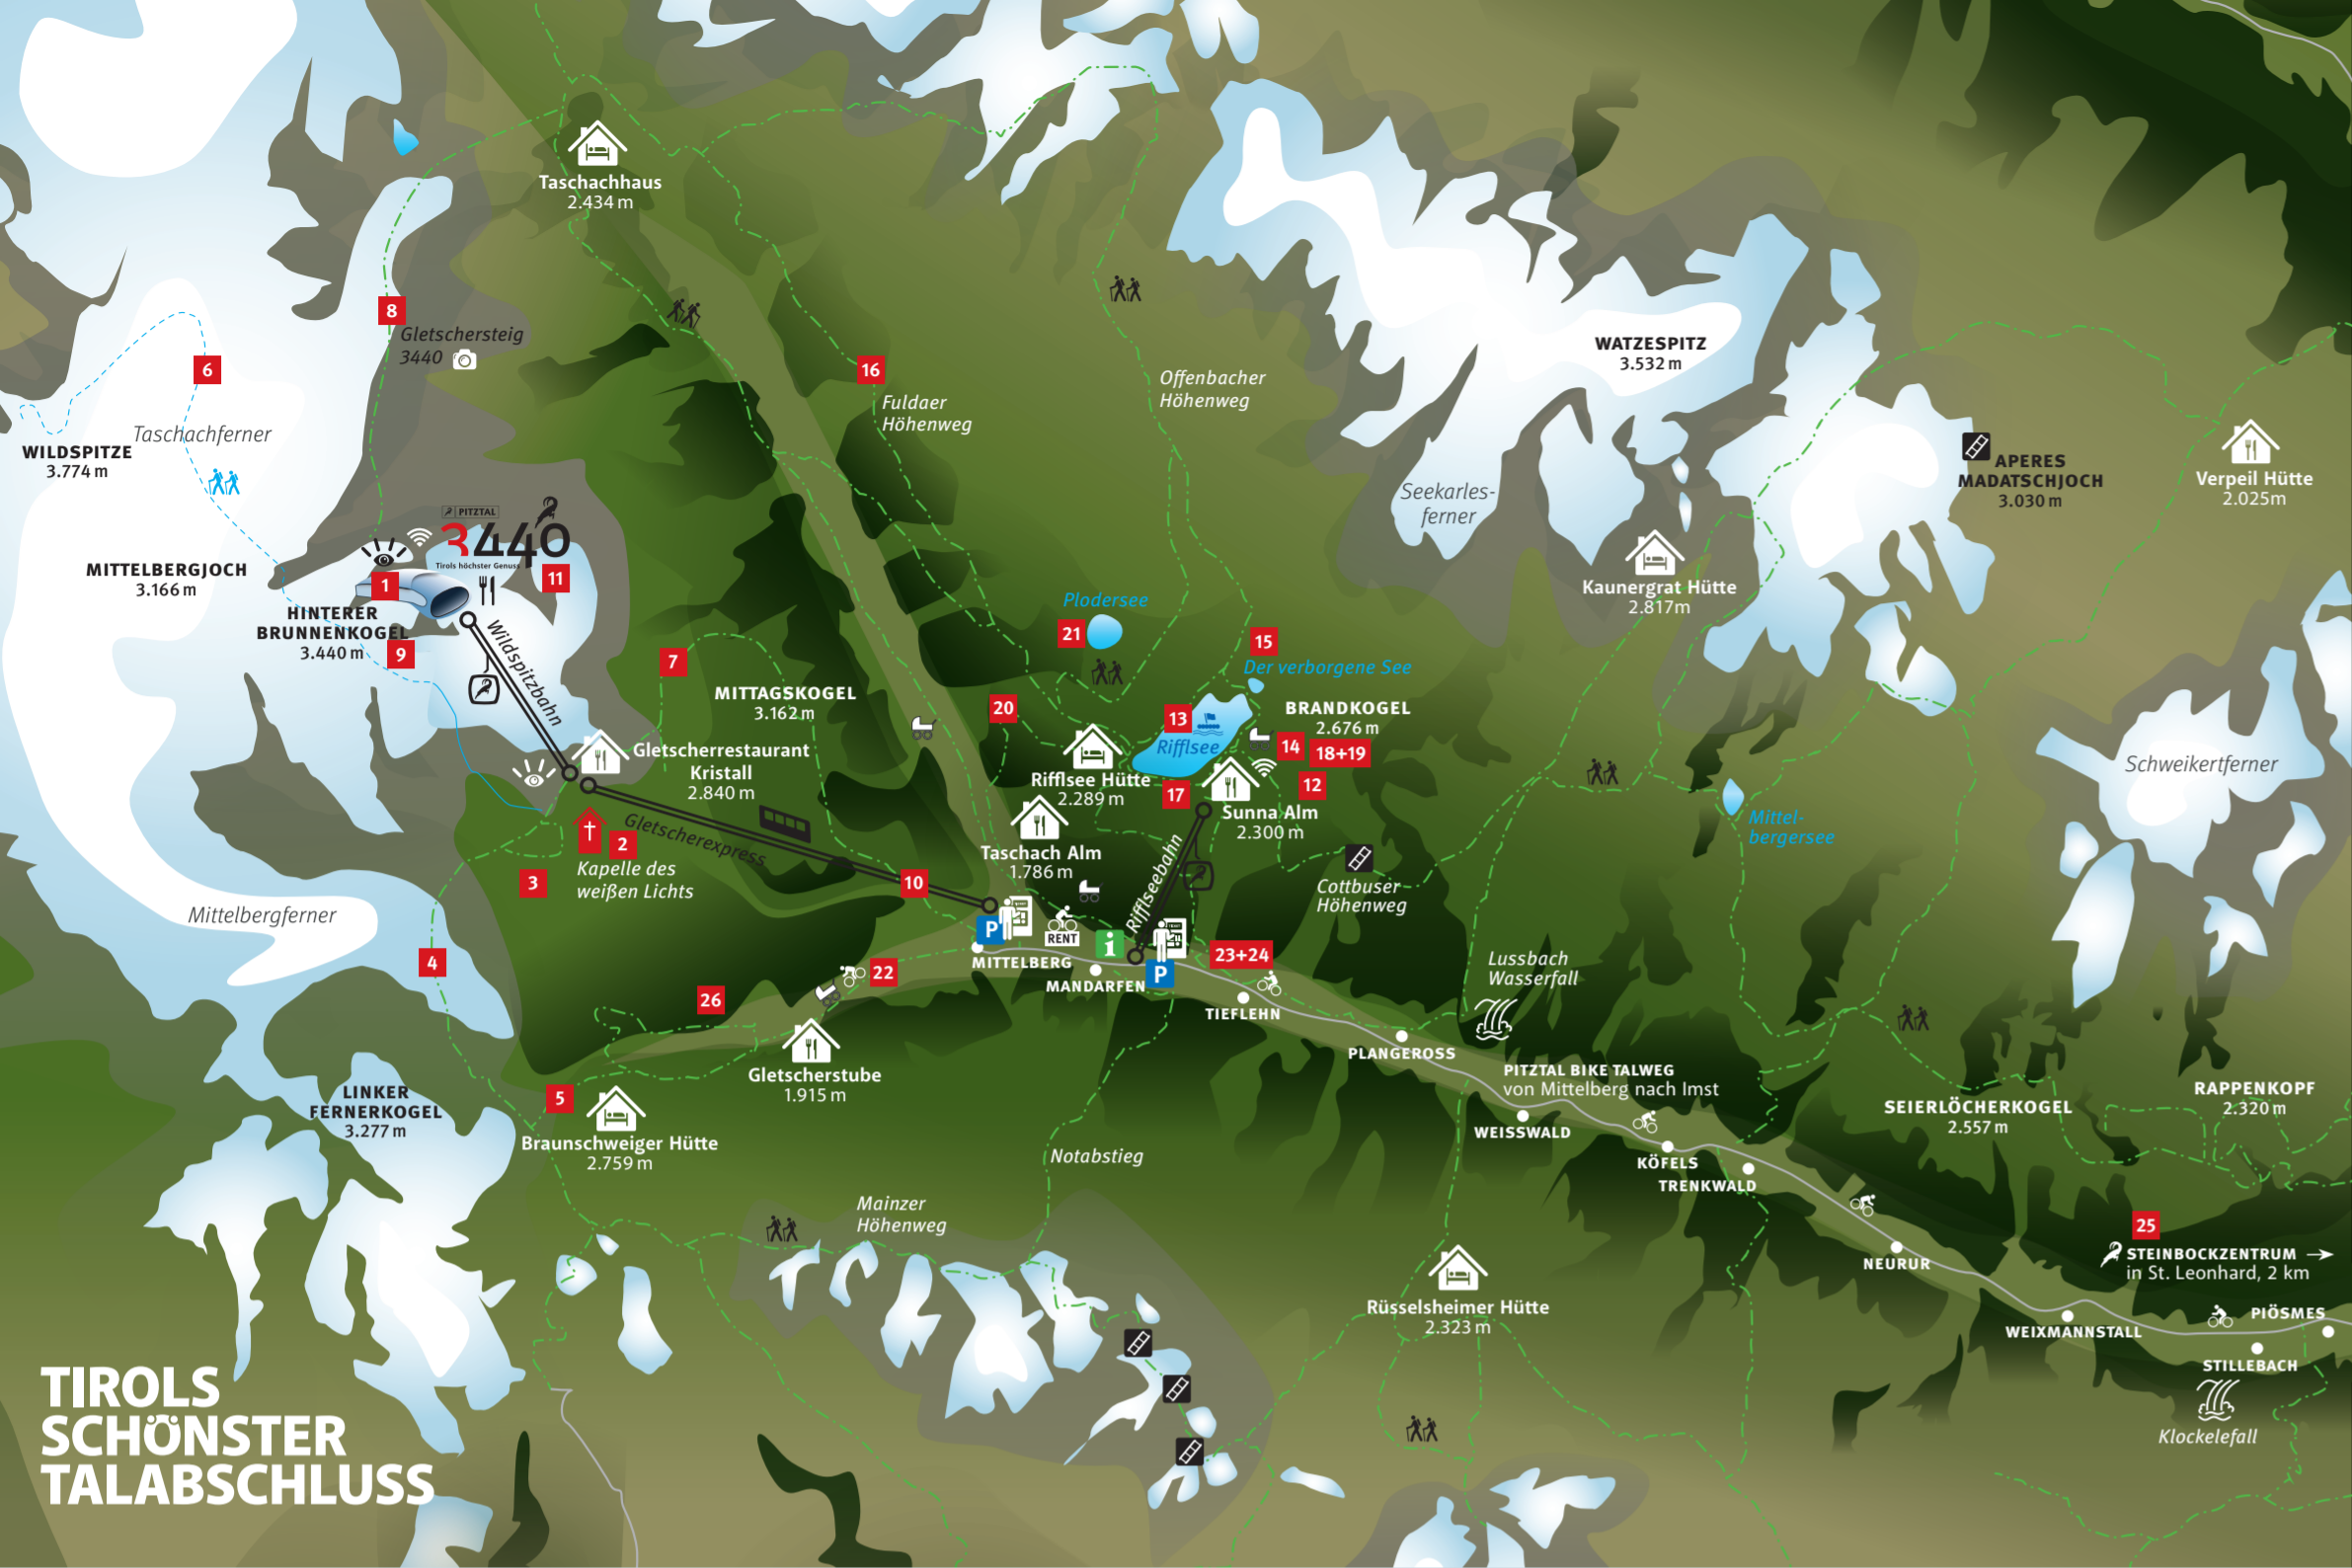 Taschachhaus
2.434 m
8
Gletschersteig
3440
6
Taschachferner
WILDSPITZE
3.774 m
16
Fuldaer
Höhenweg
Offenbacher
Höhenweg
WATZESPITZ
3.532 m
Seekarles-
ferner
APERES
MADATSCHJOCH
3.030 m
Verpeil Hütte
2.025m
Kaunergrat Hütte
2.817m
PITZTAL
3440
Tirols höchster Genuss
11
1
MITTELBERGJOCH
3.166 m
HINTERER
BRUNNENKOGEL
3.440 m
9
Wildspitzbahn
7
MITTAGSKOGEL
3.162 m
Gletscherrestaurant
Kristall
2.840 m
Gletscherexpress
2
Kapelle des
weißen Lichts
3
10
Plodersee
21
15
Der verborgene See
20
13
Rifflsee
BRANDKOGEL
2.676 m
14
18+19
12
17
Rifflsee Hütte
2.289 m
Sunna Alm
2.300 m
Taschach Alm
1.786 m
Rifflseebahn
Cottbuser
Höhenweg
Mittel-
bergersee
Schweikertferner
Mittelbergferner
4
P
RENT
i
P
MITTELBERG
MANDARFEN
23+24
TIEFLEHN
22
26
Gletscherstube
1.915 m
5
Braunschweiger Hütte
2.759 m
LINKER
FERNERKOGEL
3.277 m
Lussbach
Wasserfall
PLANGEROSS
PITZTAL BIKE TALWEG
von Mittelberg nach Imst
WEISSWALD
KÖFELS
TRENKWALD
NEURUR
SEIERLÖCHERKOGEL
2.557 m
RAPPENKOPF
2.320 m
Notabstieg
Mainzer
Höhenweg
Rüsselsheimer Hütte
2.323 m
25
STEINBOCKZENTRUM
in St. Leonhard, 2 km
PIÖSMES
WEIXMANNSTALL
STILLEBACH
Klockelefall
TIROLS
SCHÖNSTER
TALABSCHLUSS